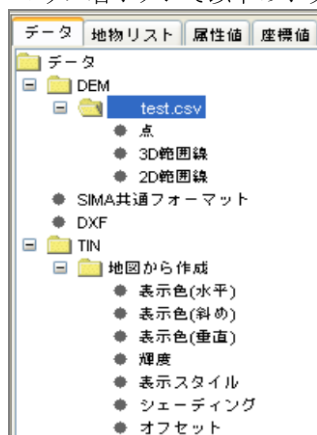 データ 地物リスト 属性値 座標値
データ
DEM
test.csv
点
3D範囲線
2D範囲線
SIMA共通フォーマット
DXF
TIN
地図から作成
表示色(水平)
表示色(斜め)
表示色(垂直)
輝度
表示スタイル
シェーディング
オフセット